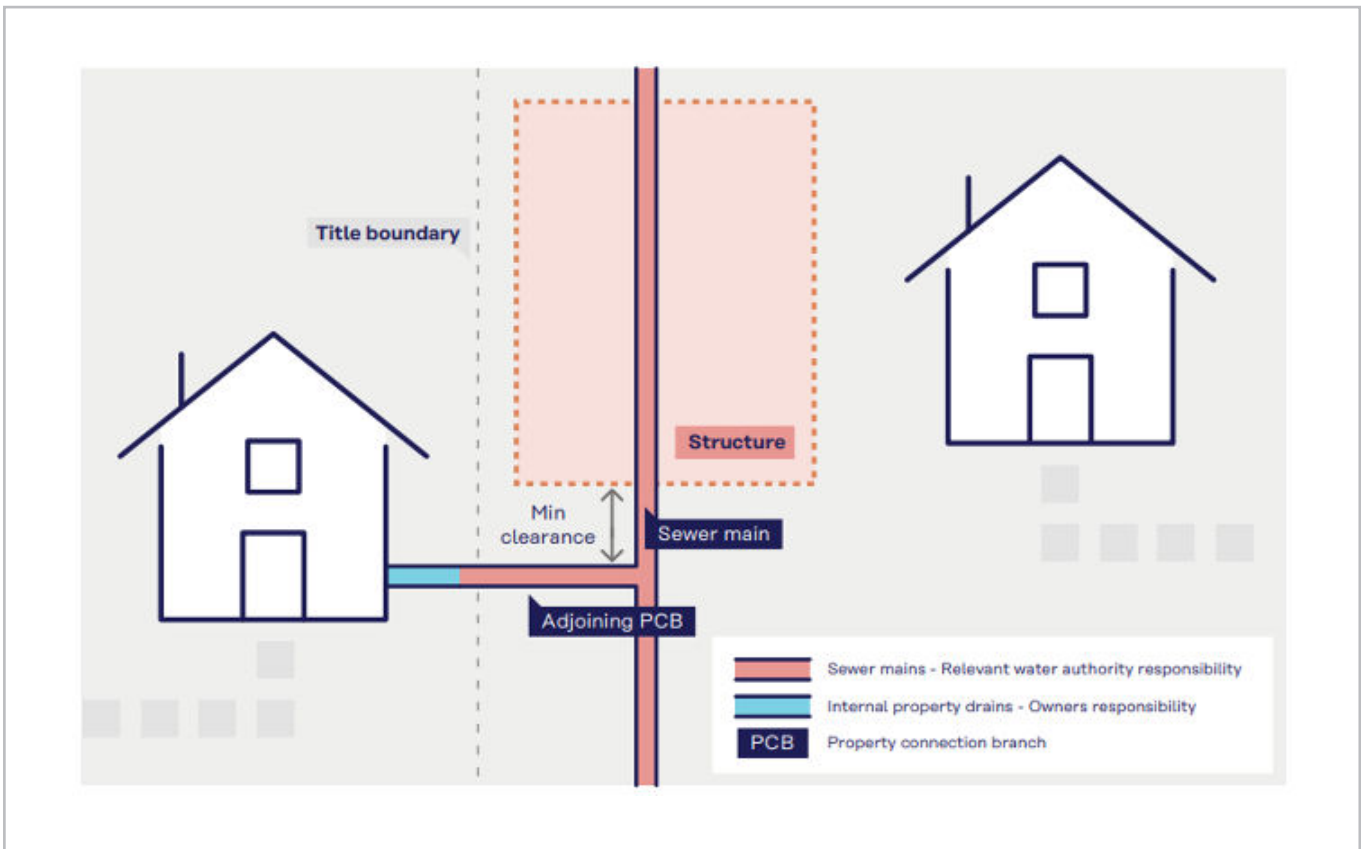 Title boundary
Structure
Min
clearance
Sewer main
Adjoining PCB
Sewer mains - Relevant water authority responsibility
Internal property drains - Owners responsibility
PCB Property connection branch